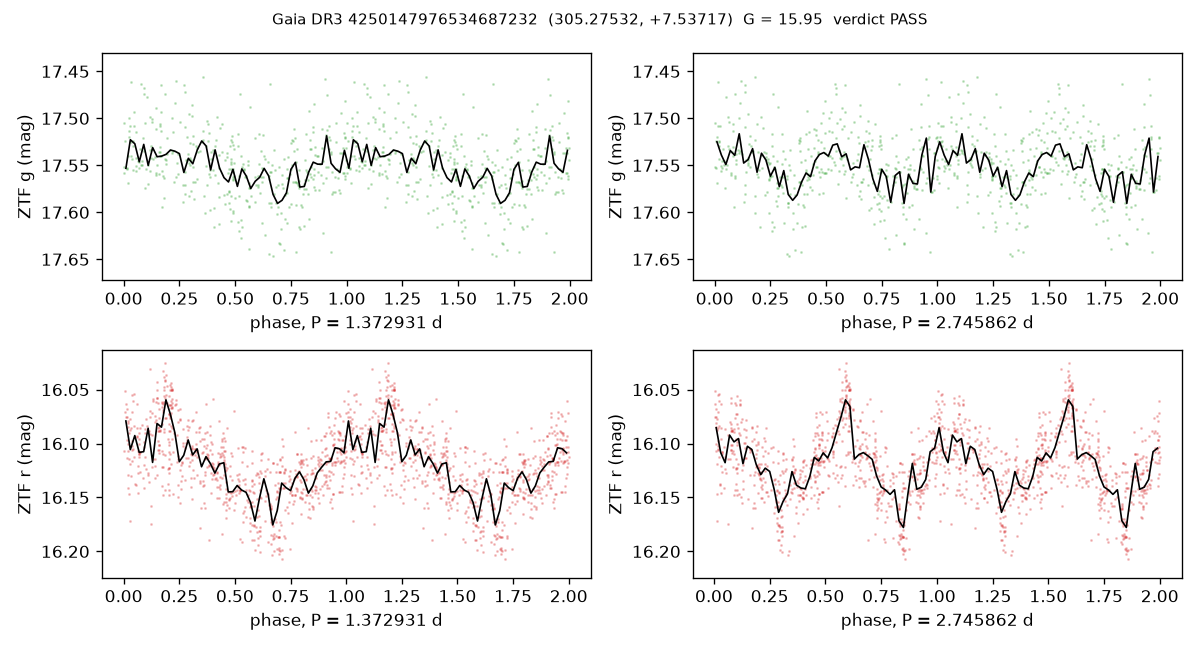 Gaia DR3 4250147976534687232  (305.27532, +7.53717)  G = 15.95  verdict PASS
ZTF g (mag)
17.45
17.50
17.55
17.60
17.65
0.00 0.25 0.50 0.75 1.00 1.25 1.50 1.75 2.00
phase, P = 1.372931 d
ZTF g (mag)
17.45
17.50
17.55
17.60
17.65
0.00 0.25 0.50 0.75 1.00 1.25 1.50 1.75 2.00
phase, P = 2.745862 d
ZTF r (mag)
16.05
16.10
16.15
16.20
0.00 0.25 0.50 0.75 1.00 1.25 1.50 1.75 2.00
phase, P = 1.372931 d
ZTF r (mag)
16.05
16.10
16.15
16.20
0.00 0.25 0.50 0.75 1.00 1.25 1.50 1.75 2.00
phase, P = 2.745862 d